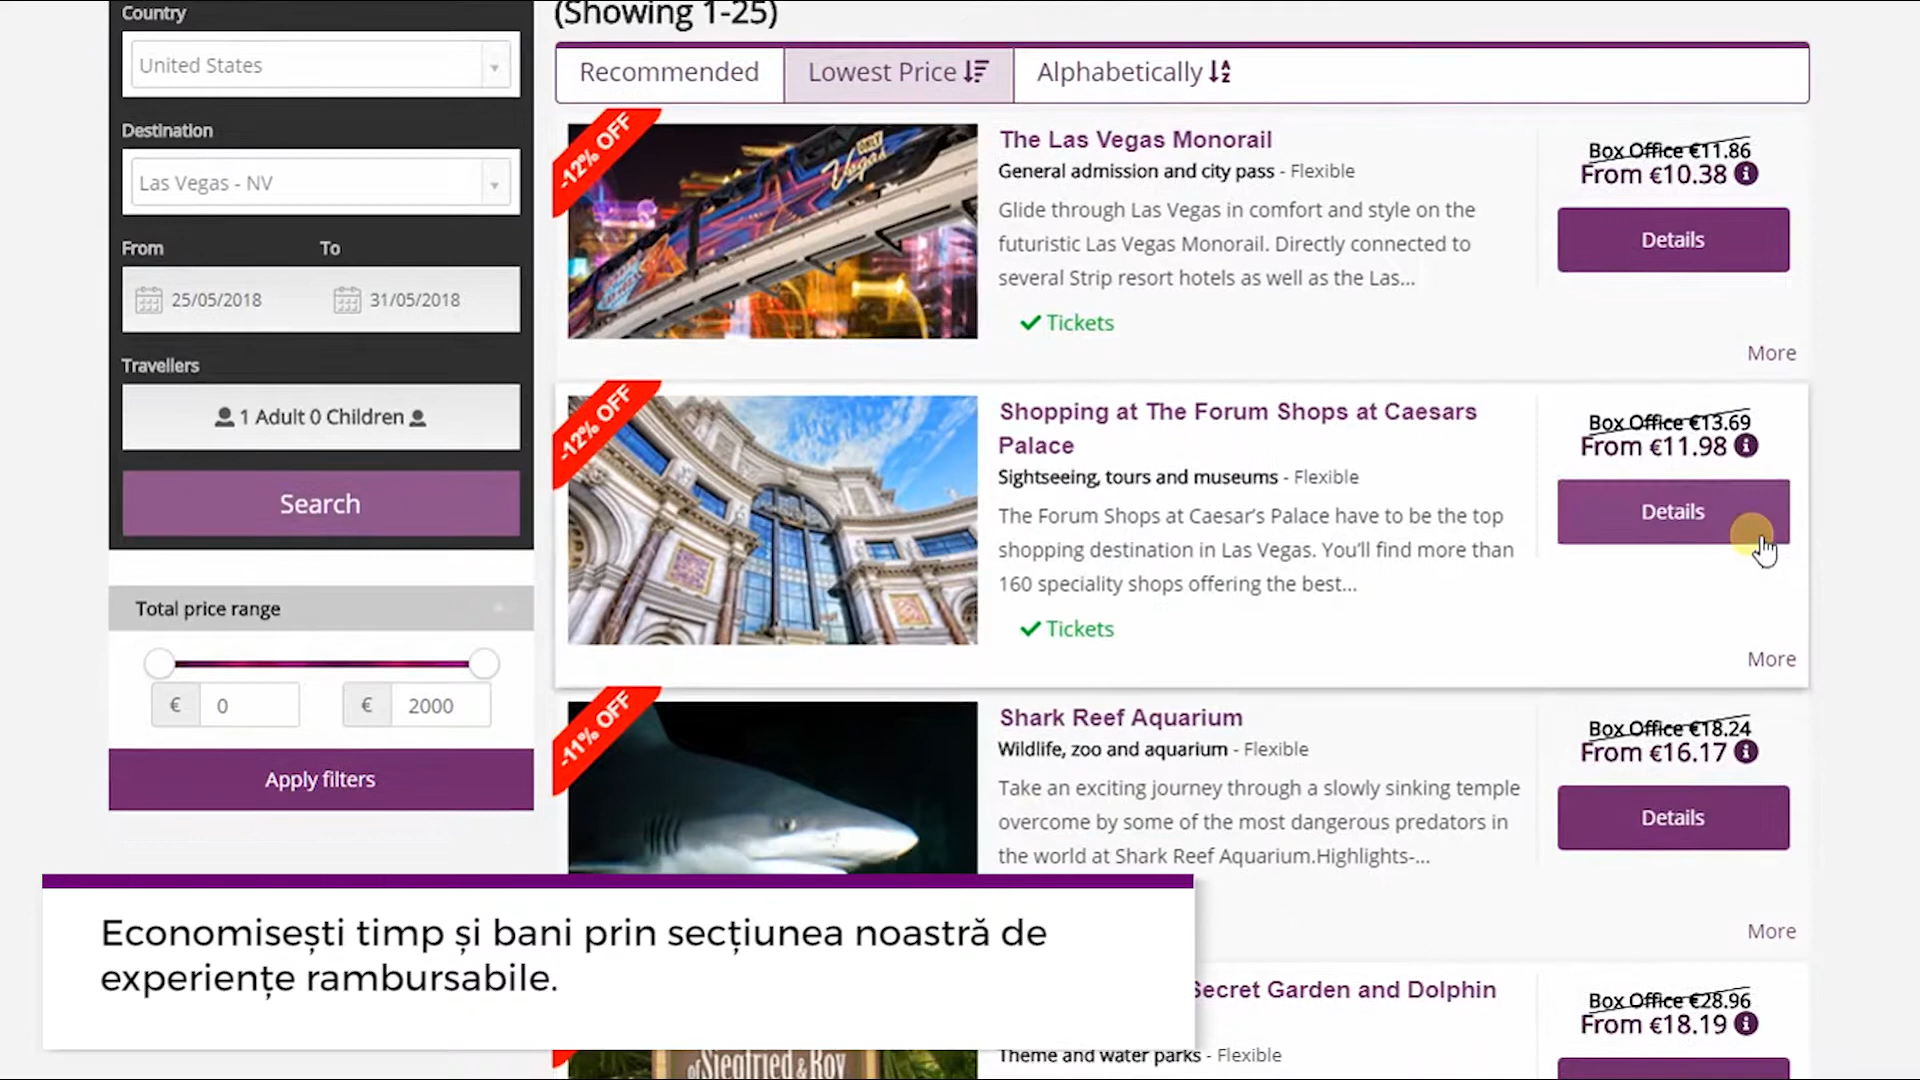 Country
United States
Destination
Las Vegas - NV
From To
25/05/2018 31/05/2018
Travellers
1 Adult 0 Children
Search
Total price range
€ 0 € 2000
Apply filters
(Showing 1-25)
Recommended Lowest Price Alphabetically
-12% OFF
ONLY
Vegas
The Las Vegas Monorail
General admission and city pass - Flexible
Glide through Las Vegas in comfort and style on the
futuristic Las Vegas Monorail. Directly connected to
several Strip resort hotels as well as the Las...
Tickets
Box Office €11.86
From €10.38
Details
More
-12% OFF
Shopping at The Forum Shops at Caesars
Palace
Sightseeing, tours and museums - Flexible
The Forum Shops at Caesar’s Palace have to be the top
shopping destination in Las Vegas. You’ll find more than
160 speciality shops offering the best...
Tickets
Box Office €13.69
From €11.98
Details
More
-11% OFF
Shark Reef Aquarium
Wildlife, zoo and aquarium - Flexible
Take an exciting journey through a slowly sinking temple
overcome by some of the most dangerous predators in
the world at Shark Reef Aquarium.Highlights-...
Box Office €18.24
From €16.17
Details
More
Secret Garden and Dolphin
Theme and water parks - Flexible
of Siegfried & Roy
Box Office €28.96
From €18.19
Economisești timp și bani prin secțiunea noastră de
experiențe rambursabile.